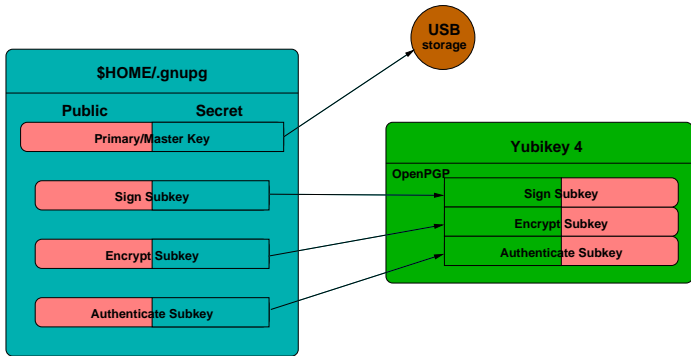 USB
storage
$HOME/.gnupg
Public
Secret
Primary/Master Key
Sign Subkey
Encrypt Subkey
Authenticate Subkey
Yubikey 4
OpenPGP
Sign Subkey
Encrypt Subkey
Authenticate Subkey